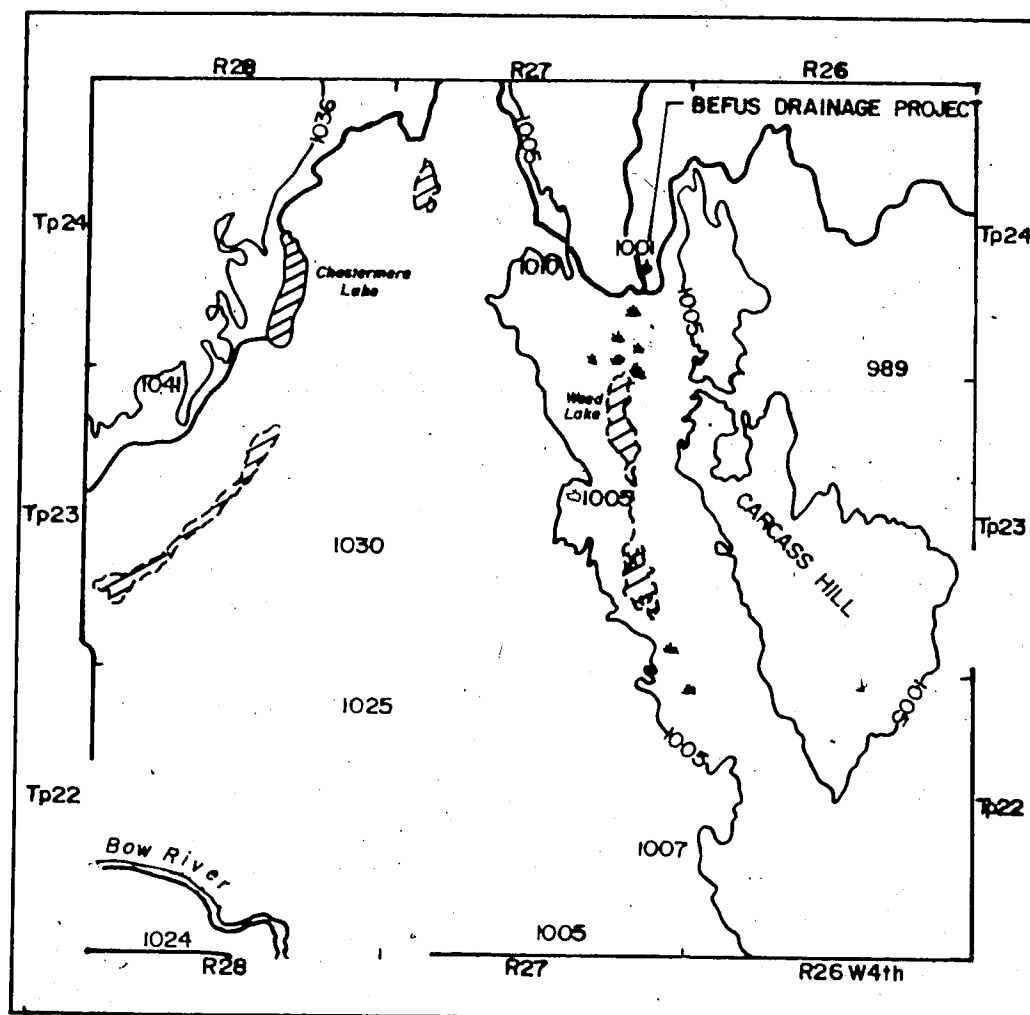 R28
R27
R26
1036
1005
BEFUS DRAINAGE PROJECT
Tp24
Tp24
1001
1010
Chestermere
Lake
1005
989
1041
Weed
Lake
Tp23
1005
Tp23
CARCASS HILL
1030
1025
1005
1005
Tp22
Tp22
1007
Bow River
1024
1005
R28
R27
R26 W4th